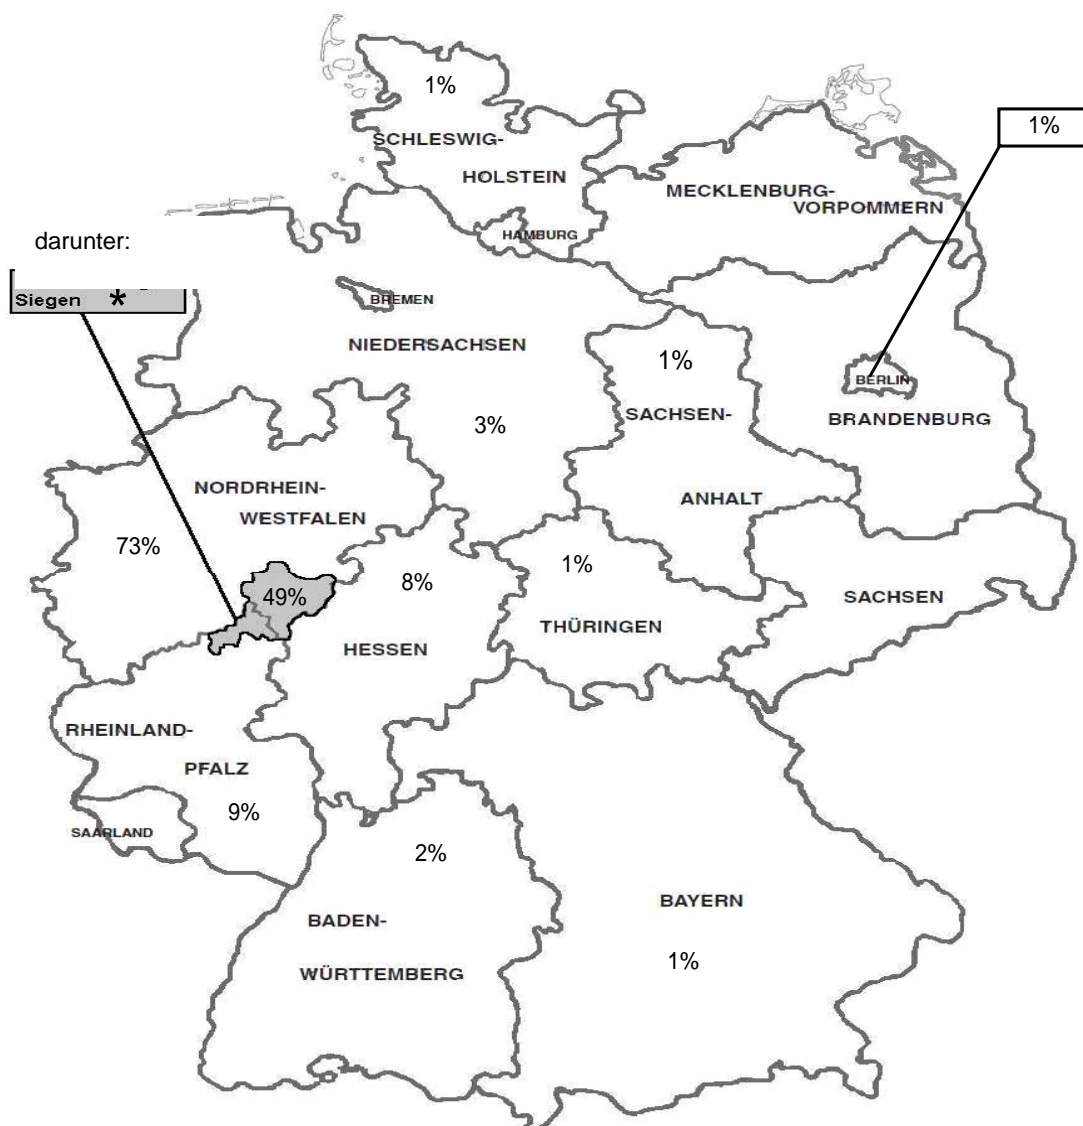 1%
SCHLESWIG-
HOLSTEIN
1%
MECKLENBURG-
VORPOMMERN
HAMBURG
darunter:
Siegen *
BREMEN
NIEDERSACHSEN
3%
1%
SACHSEN-
ANHALT
BERLIN
BRANDENBURG
NORDRHEIN-
WESTFALEN
73%
49%
8%
HESSEN
1%
THÜRINGEN
SACHSEN
RHEINLAND-
PFALZ
9%
SAARLAND
2%
BADEN-
WÜRTTEMBERG
BAYERN
1%